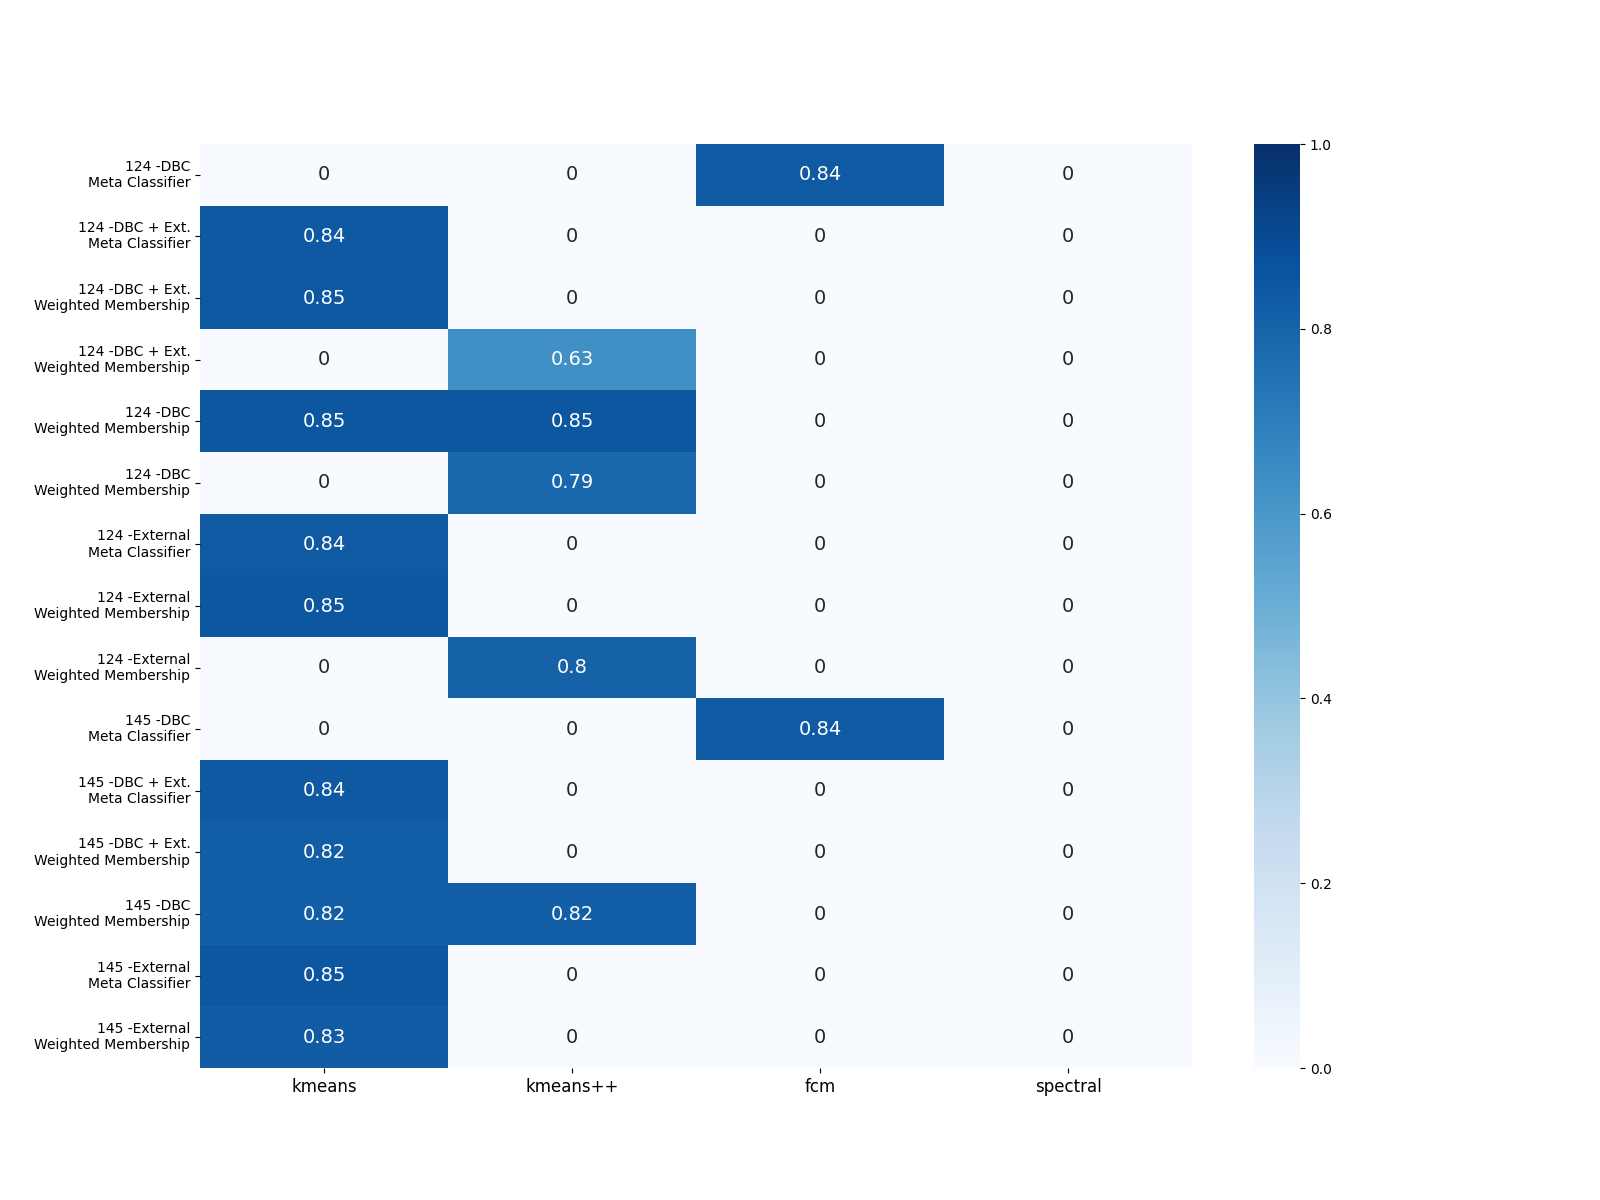 124 -DBC
Meta Classifier
0 0 0.84 0
124 -DBC + Ext.
Meta Classifier
0.84 0 0 0
124 -DBC + Ext.
Weighted Membership
0.85 0 0 0
124 -DBC + Ext.
Weighted Membership
0 0.63 0 0
124 -DBC
Weighted Membership
0.85 0.85 0 0
124 -DBC
Weighted Membership
0 0.79 0 0
124 -External
Meta Classifier
0.84 0 0 0
124 -External
Weighted Membership
0.85 0 0 0
124 -External
Weighted Membership
0 0.8 0 0
145 -DBC
Meta Classifier
0 0 0.84 0
145 -DBC + Ext.
Meta Classifier
0.84 0 0 0
145 -DBC + Ext.
Weighted Membership
0.82 0 0 0
145 -DBC
Weighted Membership
0.82 0.82 0 0
145 -External
Meta Classifier
0.85 0 0 0
145 -External
Weighted Membership
0.83 0 0 0
kmeans kmeans++ fcm spectral
1.0
0.8
0.6
0.4
0.2
0.0